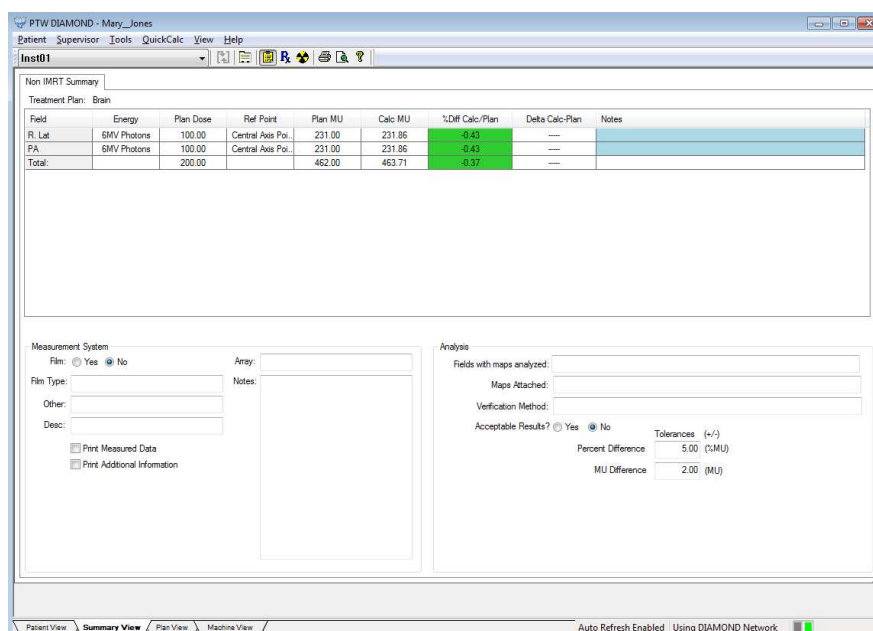 PTW DIAMOND - Mary__Jones
Patient Supervisor Tools QuickCalc View Help
Inst01
Non IMRT Summary
Treatment Plan: Brain
Field Energy Plan Dose Ref Point Plan MU Calc MU %Diff Calc/Plan Delta Calc-Plan Notes
R. Lat 6MV Photons 100.00 Central Axis Poi... 231.00 231.86 -0.43 -----
PA 6MV Photons 100.00 Central Axis Poi... 231.00 231.86 -0.43 -----
Total: 200.00 462.00 463.71 -0.37 -----
Measurement System
Film: Yes No
Array:
Film Type:
Notes:
Other:
Desc:
Print Measured Data
Print Additional Information
Analysis
Fields with maps analyzed:
Maps Attached:
Verification Method:
Acceptable Results? Yes No
Tolerances (+/-)
Percent Difference 5.00 (%MU)
MU Difference 2.00 (MU)
Patient View Summary View Plan View Machine View Auto Refresh Enabled Using DIAMOND Network